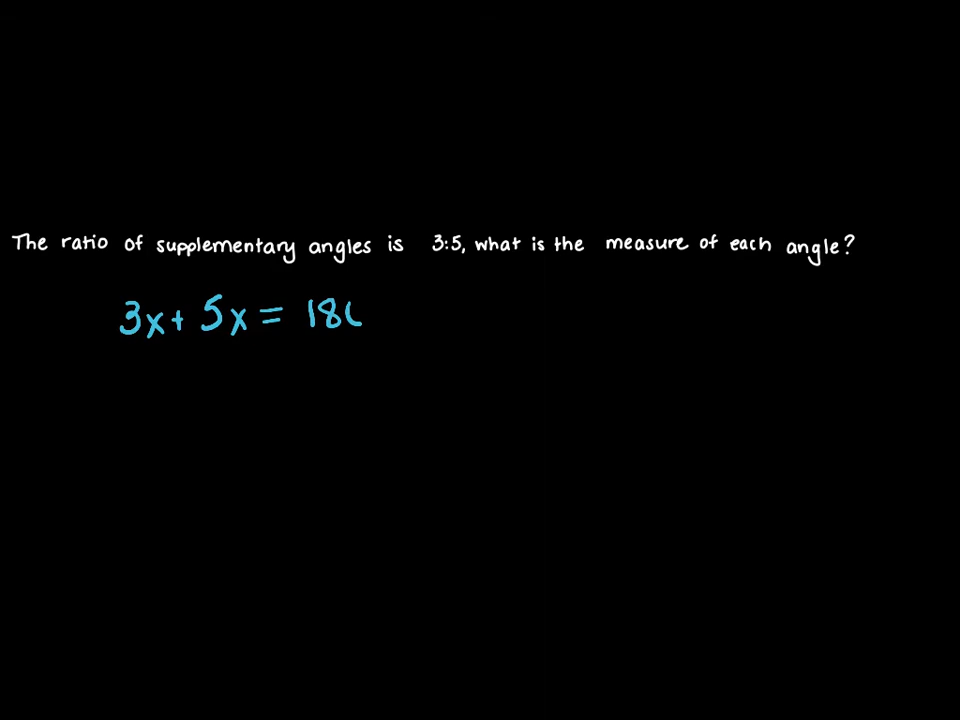 The ratio of supplementary angles is 3:5, what is the measure of each angle?
3x + 5x = 18(